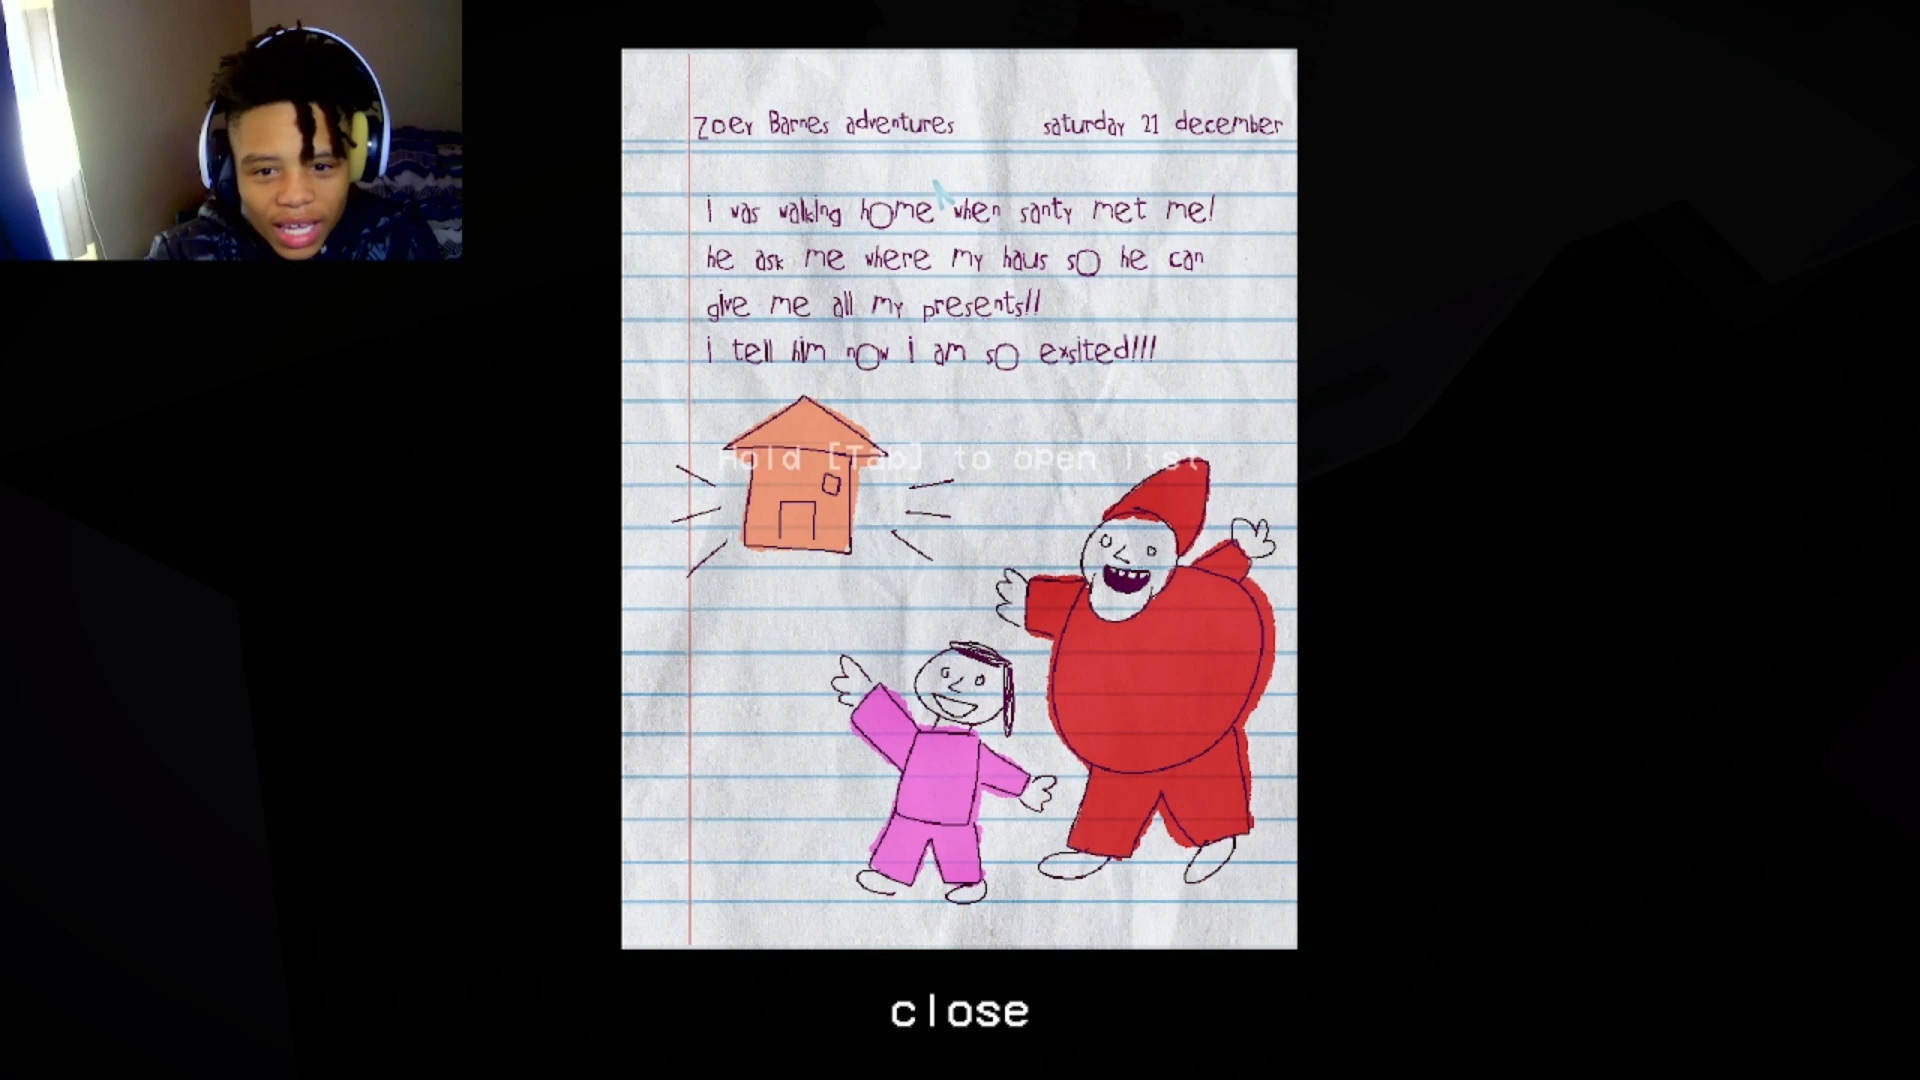 Zoey Barnes adventures saturday 21 december
i was walking home when santy met me!
he ask me where my haus so he can
give me all my presents!!
i tell him now i am so exsited!!!
Hold [Tab] to open list
close